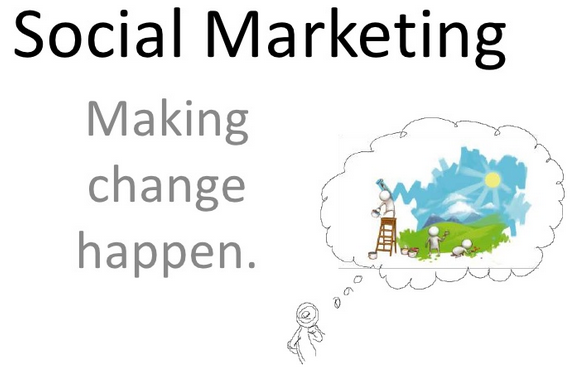 Social Marketing
Making
change
happen.